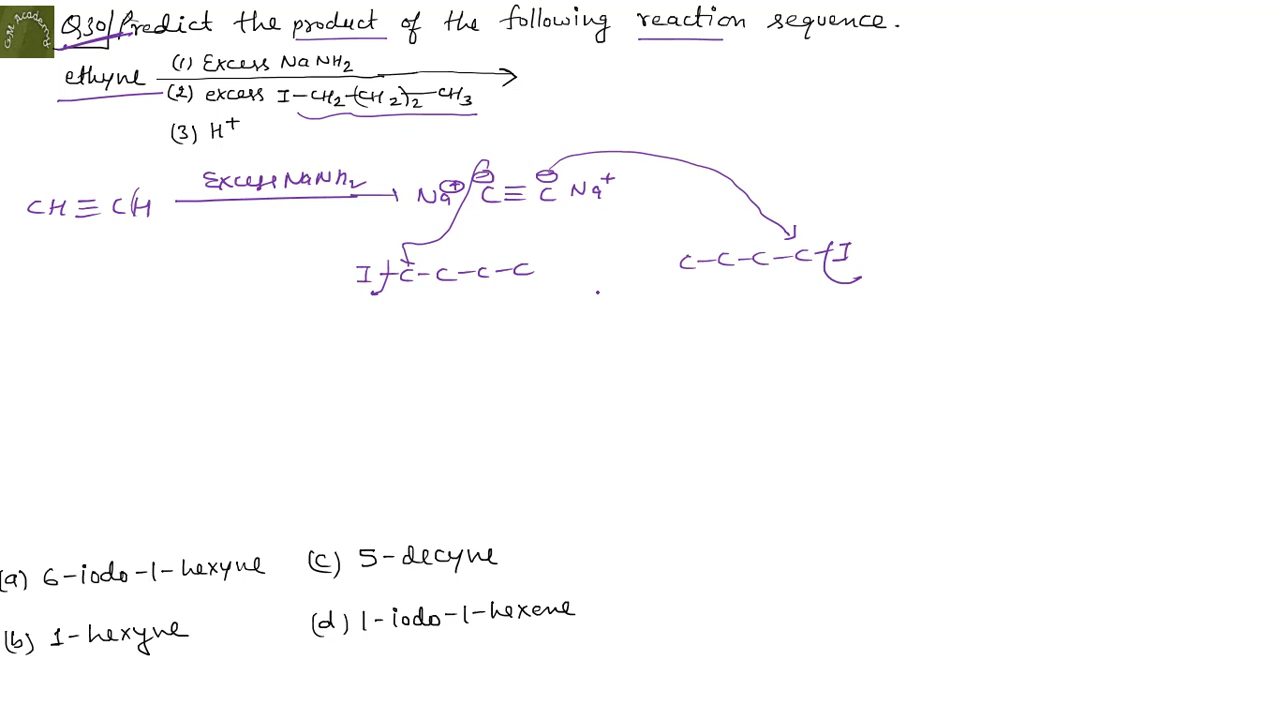 GM Academy
Q30/ Predict the product of the following reaction sequence.
ethyne (1) Excess NaNH2
(2) excess I-CH2-(CH2)2-CH3
(3) H+
CH≡CH Excess NaNH2 Na⊕ ⊖C≡C⊖ Na+
I-C-C-C-C C-C-C-C-I
(a) 6-iodo-1-hexyne (c) 5-decyne
(b) 1-hexyne (d) 1-iodo-1-hexene